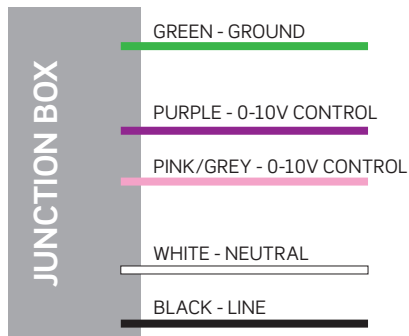 JUNCTION BOX
GREEN - GROUND
PURPLE - 0-10V CONTROL
PINK/GREY - 0-10V CONTROL
WHITE - NEUTRAL
BLACK - LINE